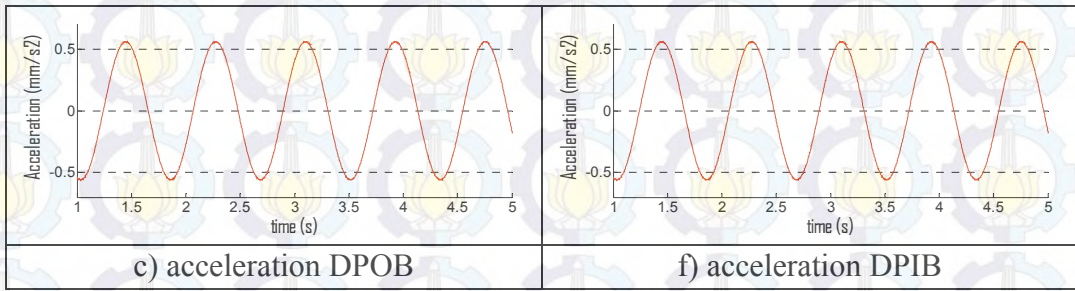 Acceleration (mm/s2)
0.5
0
-0.5
1 1.5 2 2.5 3 3.5 4 4.5 5
time (s)
c) acceleration DPOB
Acceleration (mm/s2)
0.5
0
-0.5
1 1.5 2 2.5 3 3.5 4 4.5 5
time (s)
f) acceleration DPIB